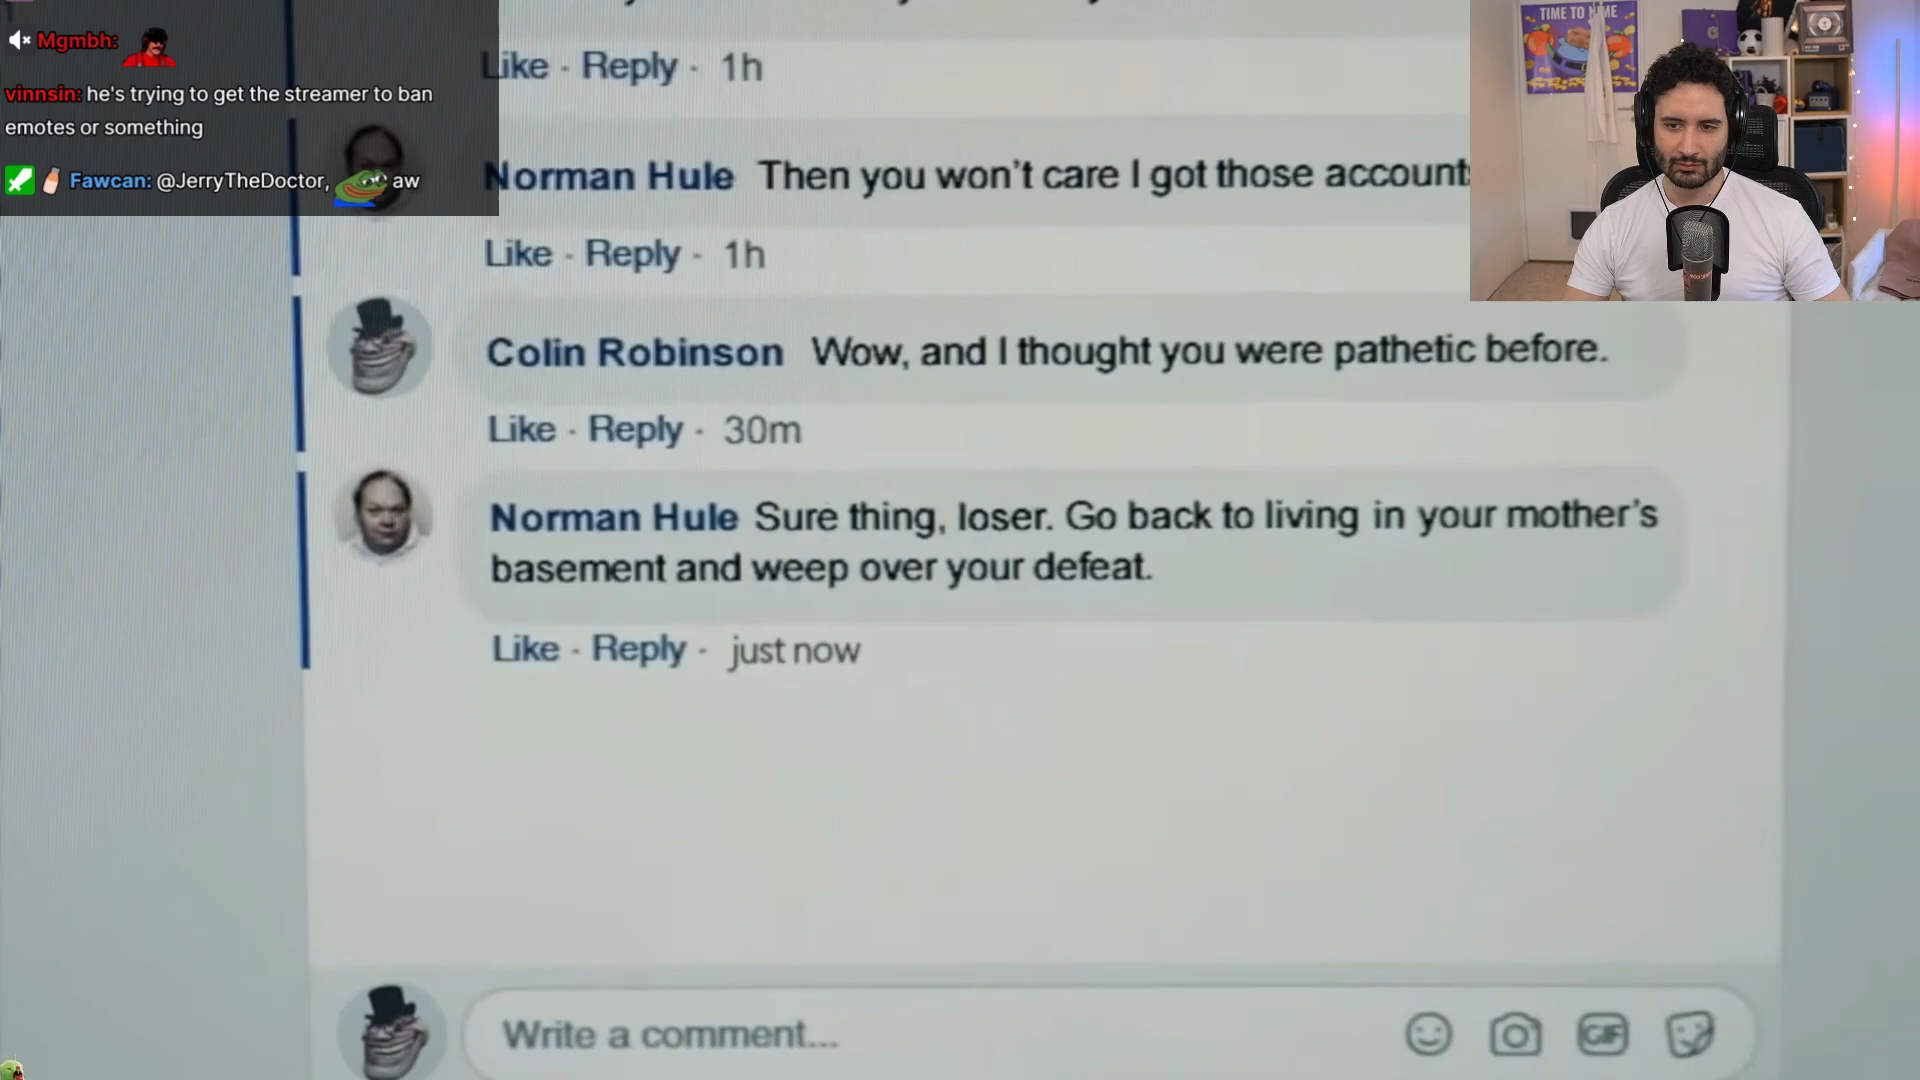 Mgmbh:
vinnsin: he's trying to get the streamer to ban
emotes or something
Fawcan: @JerryTheDoctor, aw
TIME TO
Like · Reply · 1h
Norman Hule Then you won't care I got those account
Like · Reply · 1h
Colin Robinson Wow, and I thought you were pathetic before.
Like · Reply · 30m
Norman Hule Sure thing, loser. Go back to living in your mother's
basement and weep over your defeat.
Like · Reply · just now
Write a comment...
GIF